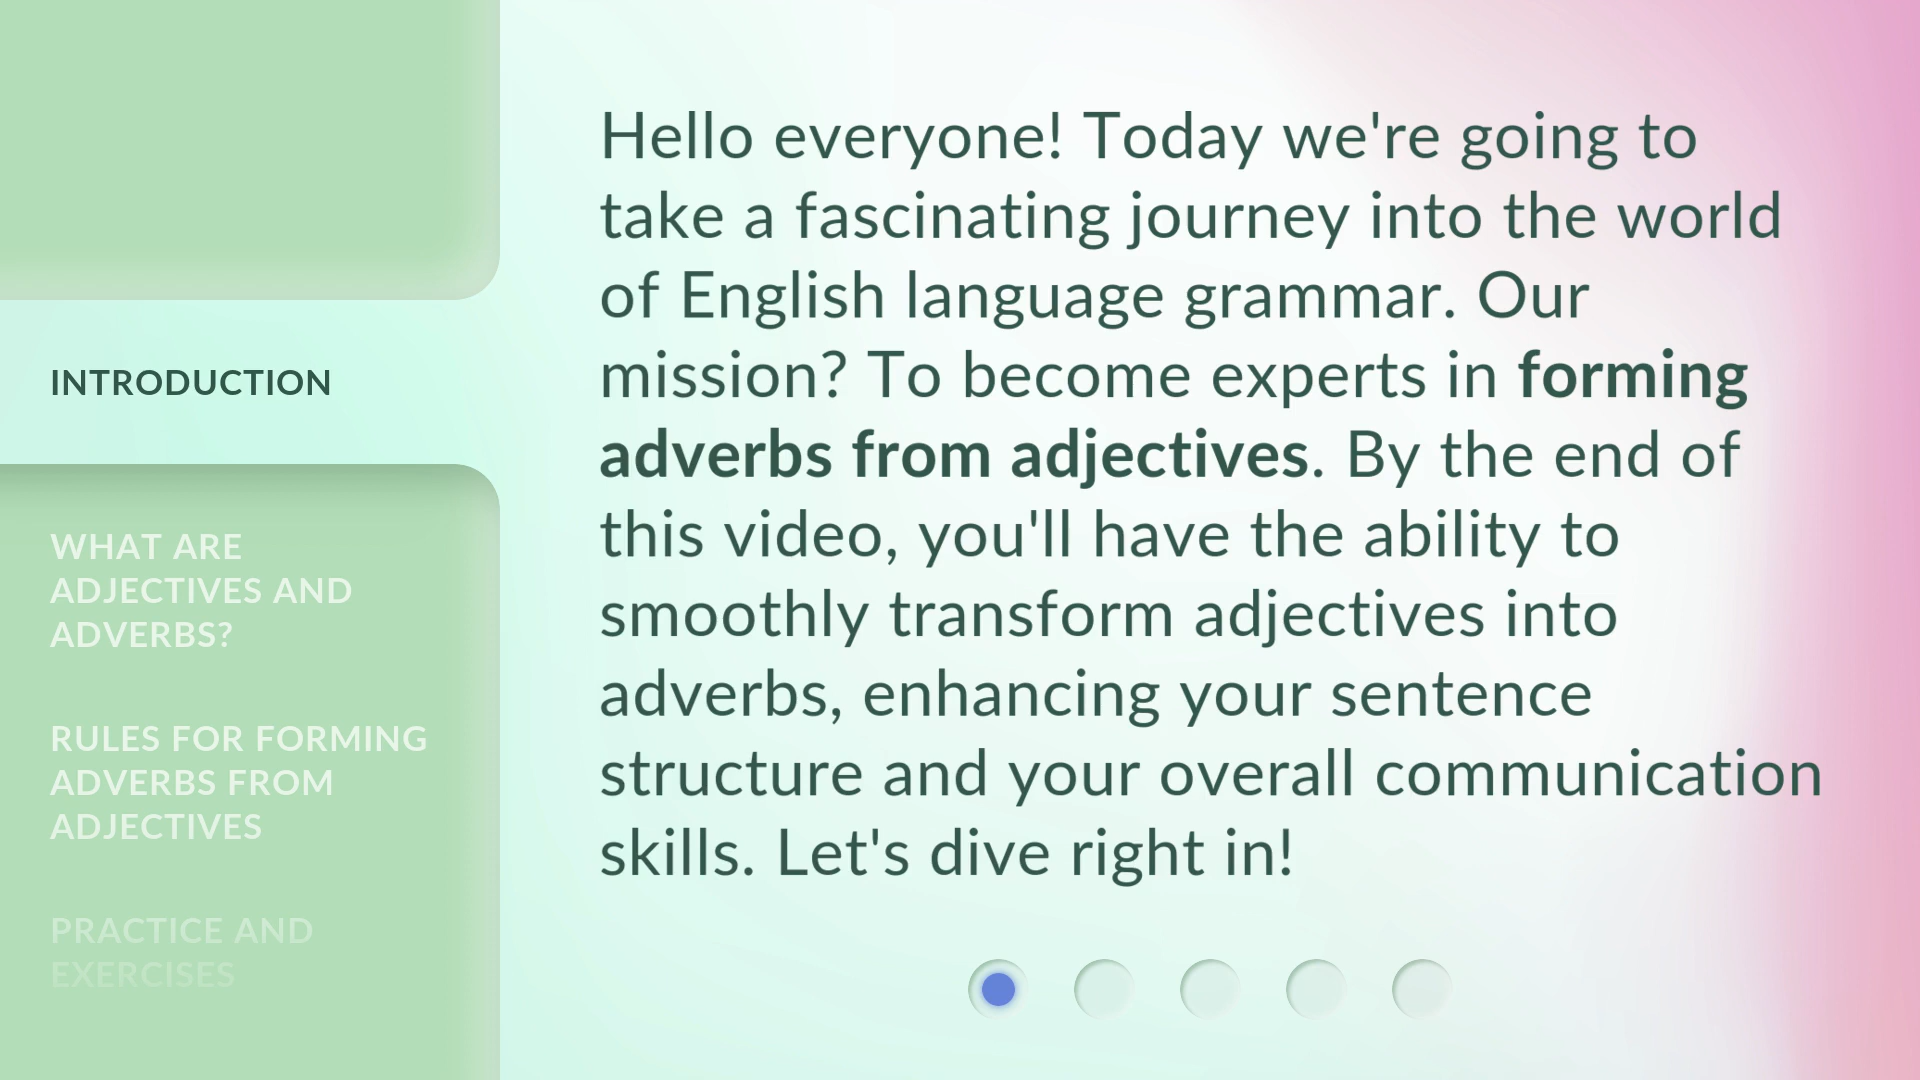 INTRODUCTION
WHAT ARE
ADJECTIVES AND
ADVERBS?
RULES FOR FORMING
ADVERBS FROM
ADJECTIVES
PRACTICE AND
EXERCISES
Hello everyone! Today we're going to
take a fascinating journey into the world
of English language grammar. Our
mission? To become experts in forming
adverbs from adjectives. By the end of
this video, you'll have the ability to
smoothly transform adjectives into
adverbs, enhancing your sentence
structure and your overall communication
skills. Let's dive right in!